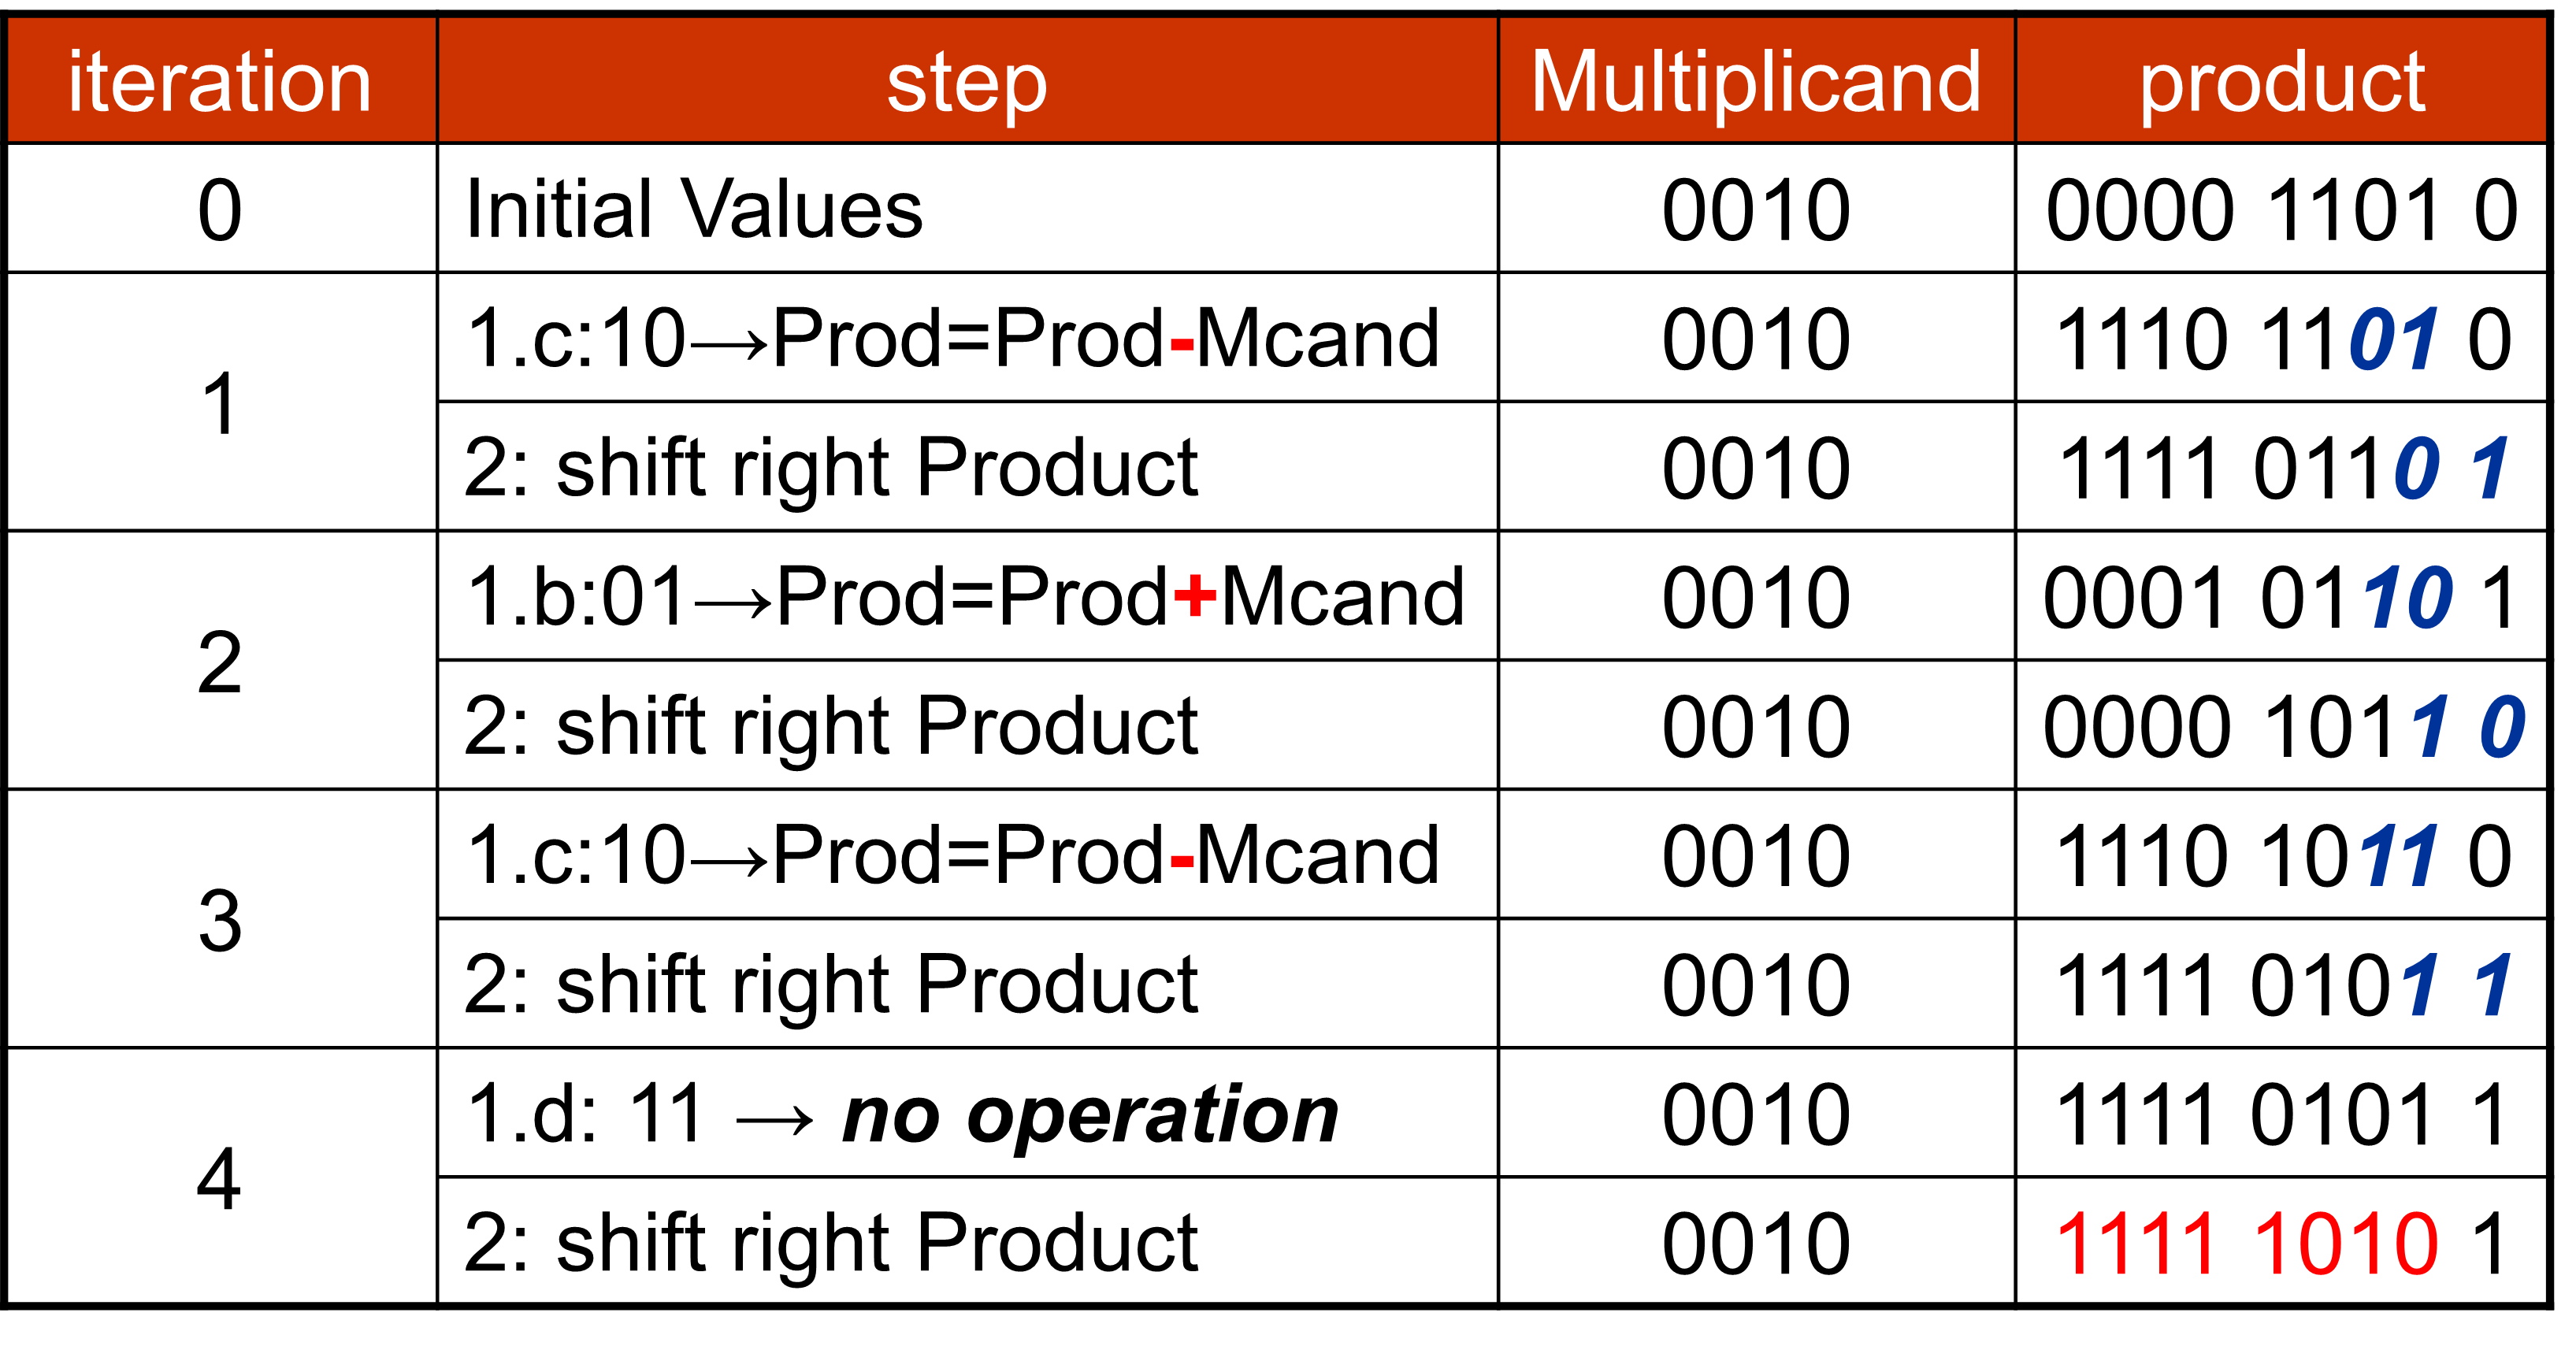 iteration step Multiplicand product
0 Initial Values 0010 0000 1101 0
1 1.c:10→Prod=Prod-Mcand 0010 1110 1101 0
2: shift right Product 0010 1111 0110 1
2 1.b:01→Prod=Prod+Mcand 0010 0001 0110 1
2: shift right Product 0010 0000 1011 0
3 1.c:10→Prod=Prod-Mcand 0010 1110 1011 0
2: shift right Product 0010 1111 0101 1
4 1.d: 11 → no operation 0010 1111 0101 1
2: shift right Product 0010 1111 1010 1